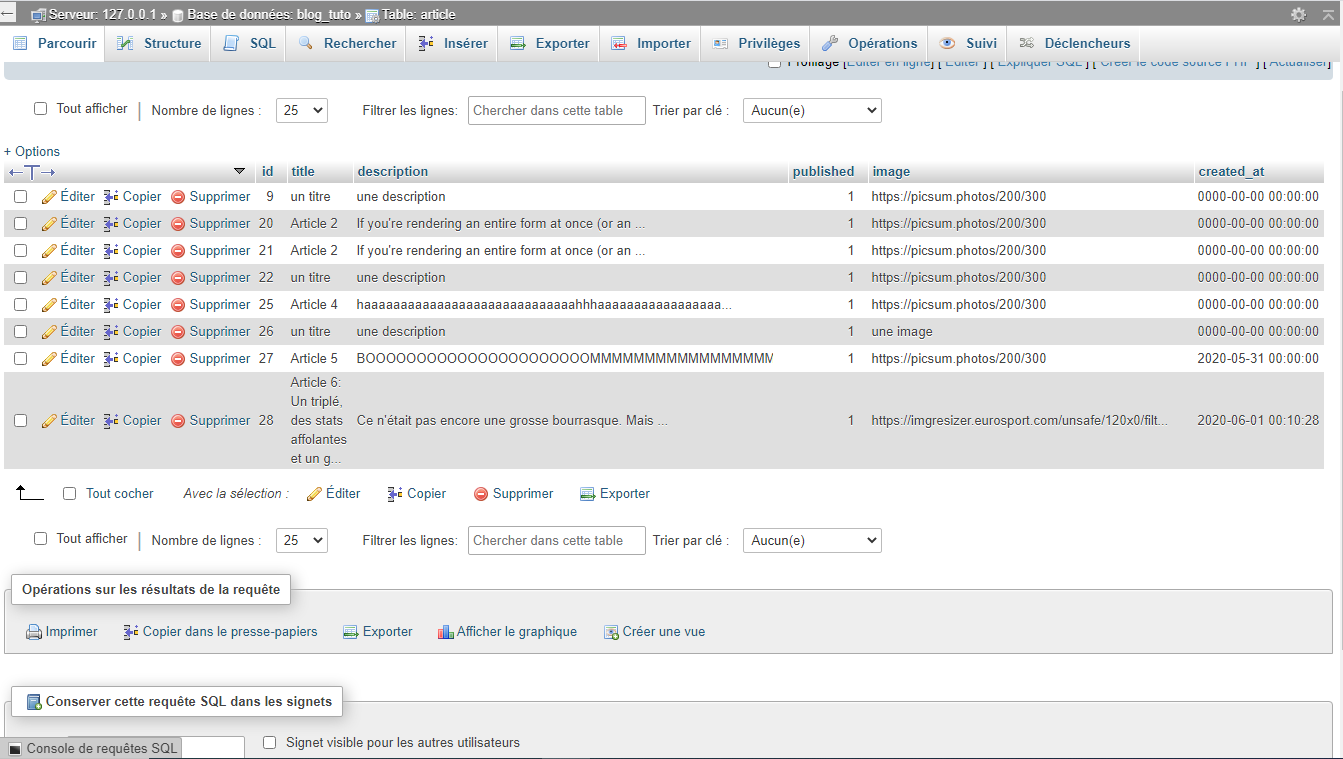 Serveur: 127.0.0.1 » Base de données: blog_tuto » Table: article
Parcourir Structure SQL Rechercher Insérer Exporter Importer Privilèges Opérations Suivi Déclencheurs
Profilage [Éditer en ligne] [ Éditer ] [ Expliquer SQL ] [ Créer le code source PHP ] [ Actualiser]
Tout afficher | Nombre de lignes : 25 Filtrer les lignes: Chercher dans cette table Trier par clé : Aucun(e)
+ Options
id title description published image created_at
Éditer Copier Supprimer 9 un titre une description 1 https://picsum.photos/200/300 0000-00-00 00:00:00
Éditer Copier Supprimer 20 Article 2 If you're rendering an entire form at once (or an ... 1 https://picsum.photos/200/300 0000-00-00 00:00:00
Éditer Copier Supprimer 21 Article 2 If you're rendering an entire form at once (or an ... 1 https://picsum.photos/200/300 0000-00-00 00:00:00
Éditer Copier Supprimer 22 un titre une description 1 https://picsum.photos/200/300 0000-00-00 00:00:00
Éditer Copier Supprimer 25 Article 4 haaaaaaaaaaaaaaaaaaaaaaaaaaaaaahhhaaaaaaaaaaaaaaaaa... 1 https://picsum.photos/200/300 0000-00-00 00:00:00
Éditer Copier Supprimer 26 un titre une description 1 une image 0000-00-00 00:00:00
Éditer Copier Supprimer 27 Article 5 BOOOOOOOOOOOOOOOOOOOOOOMMMMMMMMMMMMMMMMM 1 https://picsum.photos/200/300 2020-05-31 00:00:00
Article 6:
Un triplé,
Éditer Copier Supprimer 28 des stats Ce n'était pas encore une grosse bourrasque. Mais ... 1 https://imgresizer.eurosport.com/unsafe/120x0/filt... 2020-06-01 00:10:28
affolantes
et un g...
Tout cocher Avec la sélection : Éditer Copier Supprimer Exporter
Tout afficher | Nombre de lignes : 25 Filtrer les lignes: Chercher dans cette table Trier par clé : Aucun(e)
Opérations sur les résultats de la requête
Imprimer Copier dans le presse-papiers Exporter Afficher le graphique Créer une vue
Conserver cette requête SQL dans les signets
Console de requêtes SQL Signet visible pour les autres utilisateurs